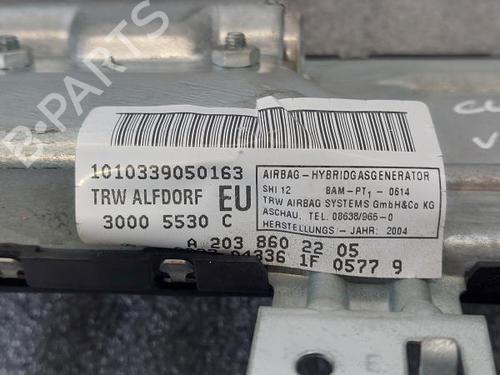 B-PARTS
1010339050163
TRW ALFDORF EU
3000 5530 C
AIRBAG - HYBRIDGASGENERATOR
SHI 12 BAM-PT1 - 0614
TRW AIRBAG SYSTEMS GmbH&Co KG
ASCHAU. TEL. 08638/965-0
HERSTELLUNGS - JAHR: 2004
A 203 860 22 05
1F 0577 9
E